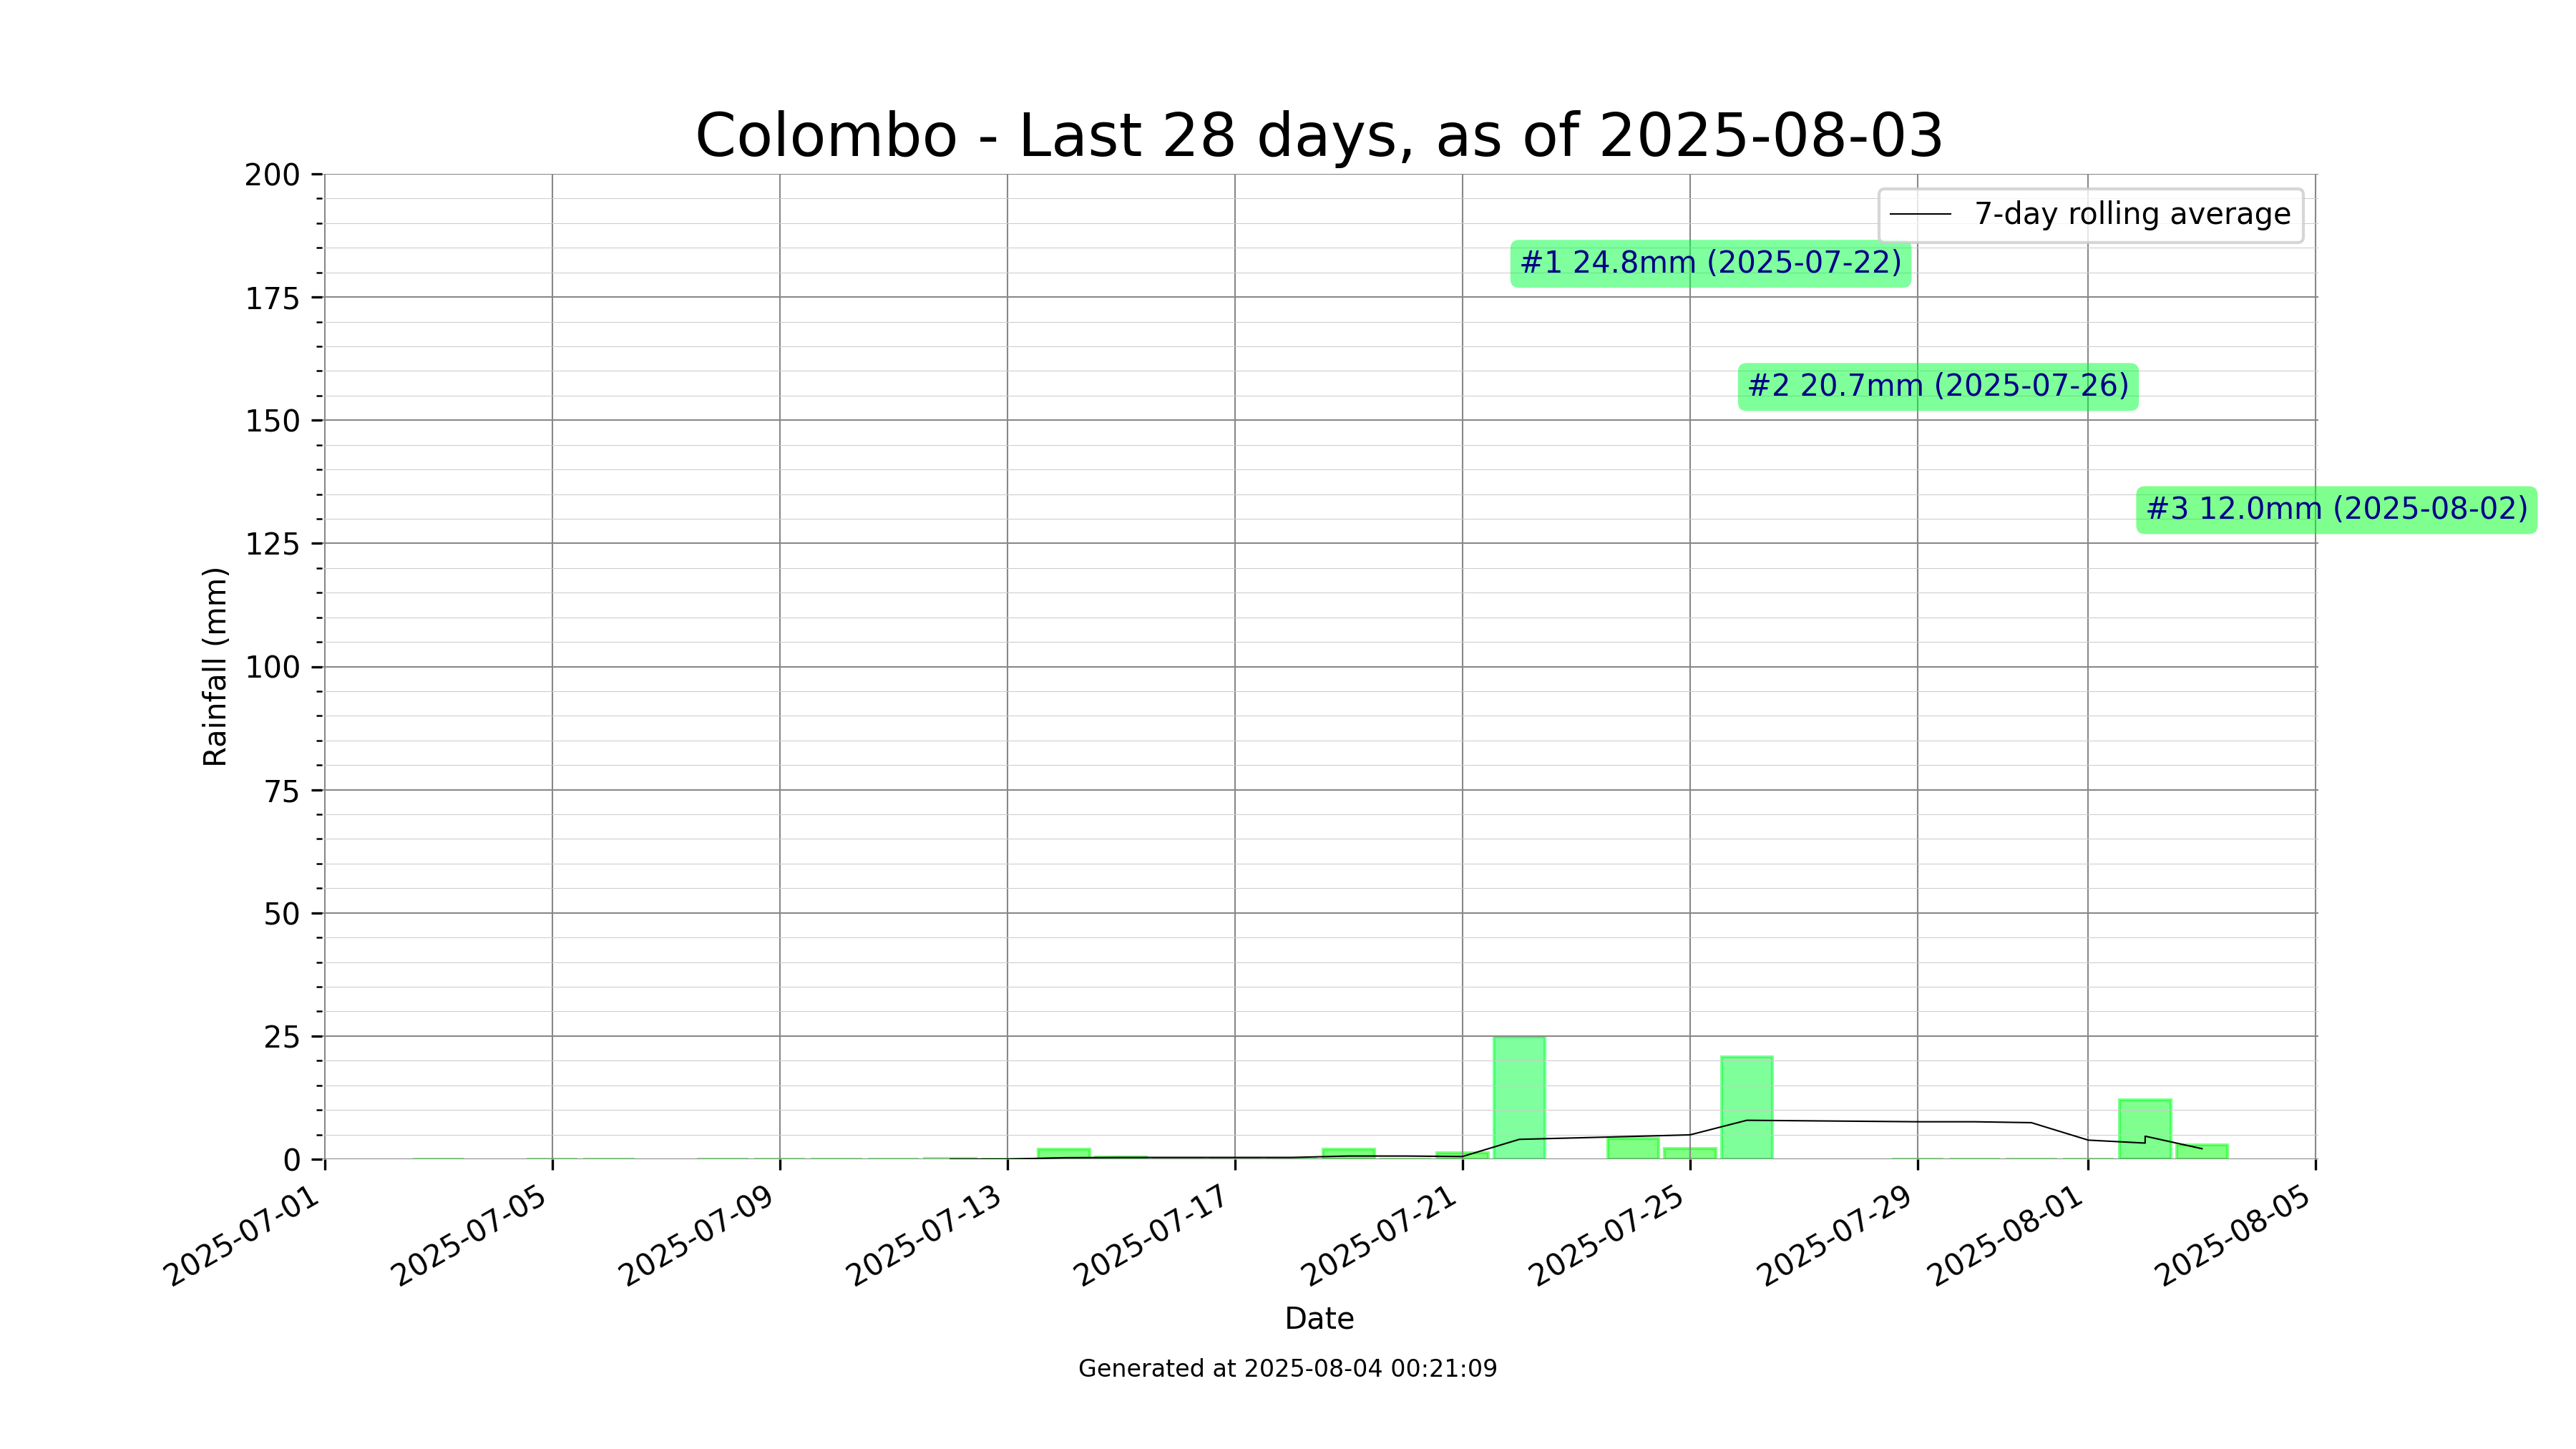 Colombo - Last 28 days, as of 2025-08-03
200
175
150
125
100
75
50
25
0
Rainfall (mm)
7-day rolling average
#1 24.8mm (2025-07-22)
#2 20.7mm (2025-07-26)
#3 12.0mm (2025-08-02)
2025-07-01
2025-07-05
2025-07-09
2025-07-13
2025-07-17
2025-07-21
2025-07-25
2025-07-29
2025-08-01
2025-08-05
Date
Generated at 2025-08-04 00:21:09